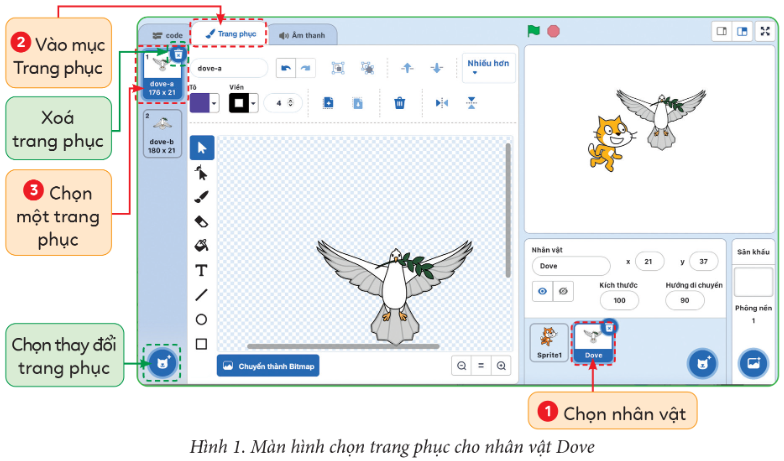 2 Vào mục
Trang phục
Xoá
trang phục
3 Chọn
một trang
phục
Chọn thay đổi
trang phục
code
Trang phục
Âm thanh
1
dove-a
176 x 21
2
dove-b
180 x 21
dove-a
Nhiều hơn
Tô
Viền
4
T
Chuyển thành Bitmap
=
Nhân vật
Dove
x
21
y
37
Kích thước
Hướng di chuyển
100
90
Sprite1
Dove
Sân khấu
Phông nền
1
1 Chọn nhân vật
Hình 1. Màn hình chọn trang phục cho nhân vật Dove